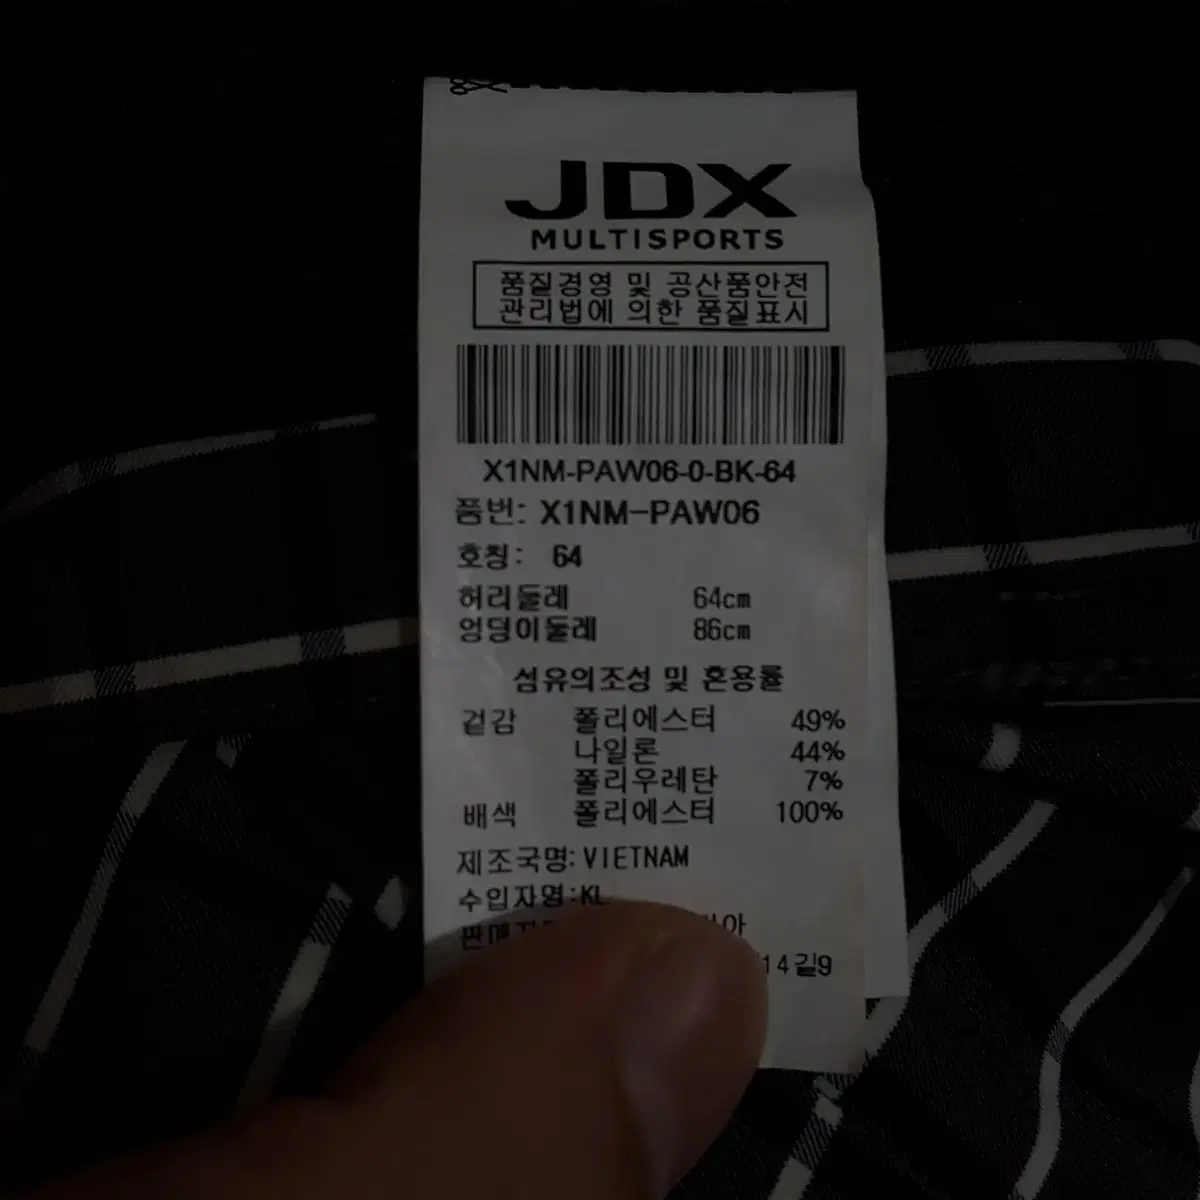 JDX
MULTISPORTS
품질경영 및 공산품안전
관리법에 의한 품질표시
X1NM-PAW06-0-BK-64
품번: X1NM-PAW06
호칭: 64
허리둘레 64cm
엉덩이둘레 86cm
섬유의조성 및 혼용률
겉감 폴리에스터 49%
나일론 44%
폴리우레탄 7%
배색 폴리에스터 100%
제조국명: VIETNAM
수입자명:KL
14길9